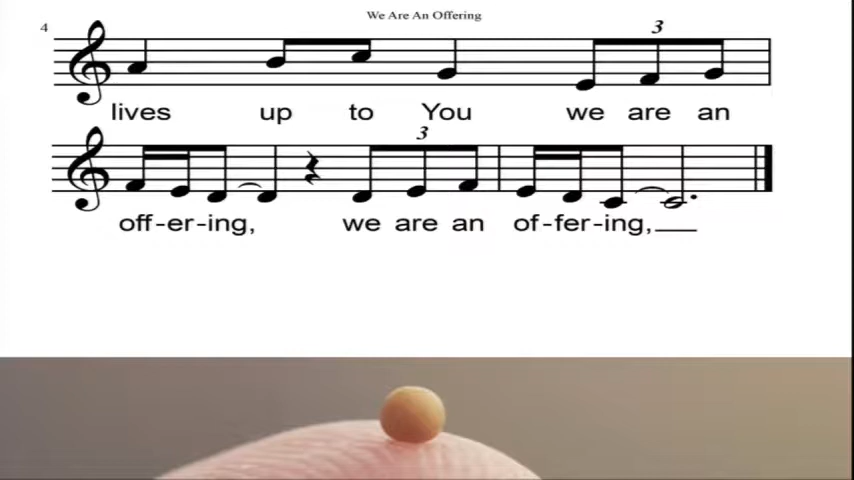 4
We Are An Offering
3
lives up to You we are an
3
off-er-ing, we are an of-fer-ing,__